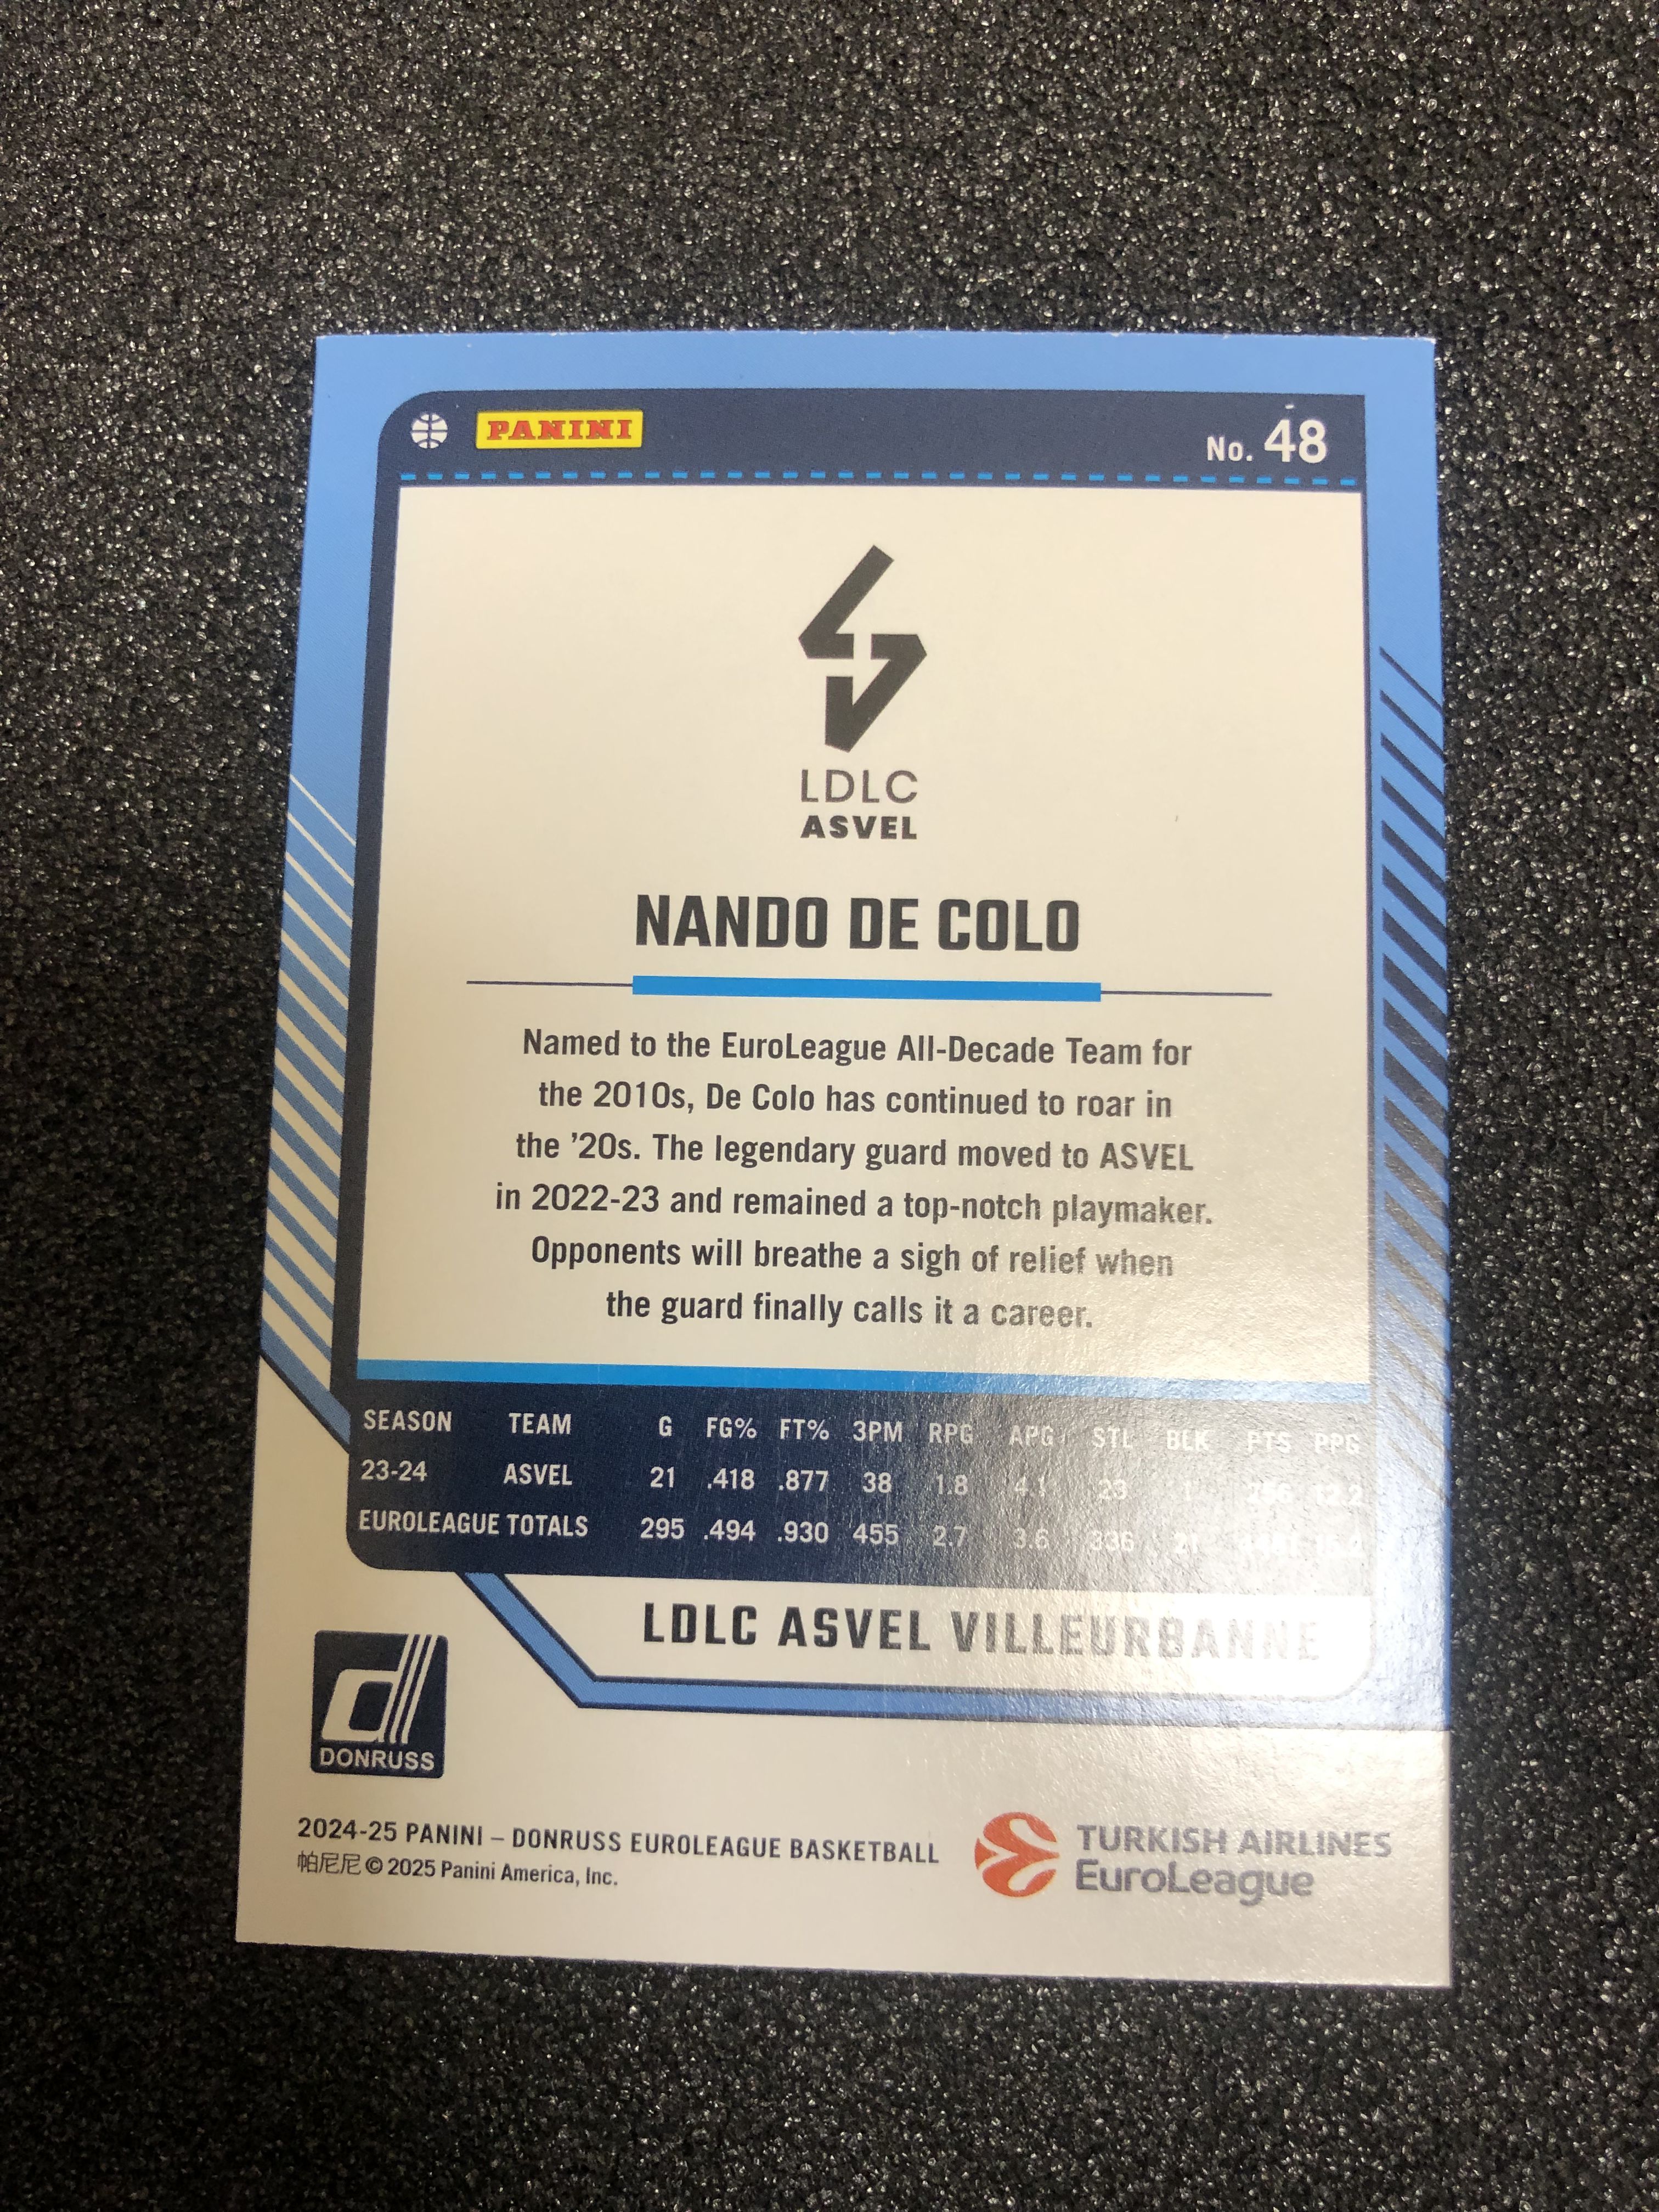 PANINI
No. 48
LDLC
ASVEL
NANDO DE COLO
Named to the EuroLeague All-Decade Team for
the 2010s, De Colo has continued to roar in
the '20s. The legendary guard moved to ASVEL
in 2022-23 and remained a top-notch playmaker.
Opponents will breathe a sigh of relief when
the guard finally calls it a career.
SEASON TEAM G FG% FT% 3PM RPG APG STL BLK PTS PPG
23-24 ASVEL 21 .418 .877 38 1.8 4.1 23 1
EUROLEAGUE TOTALS 295 .494 .930 455 2.7 3.6 336
LDLC ASVEL VILLEURBANNE
d
DONRUSS
2024-25 PANINI – DONRUSS EUROLEAGUE BASKETBALL
帕尼尼 © 2025 Panini America, Inc.
TURKISH AIRLINES
EuroLeague